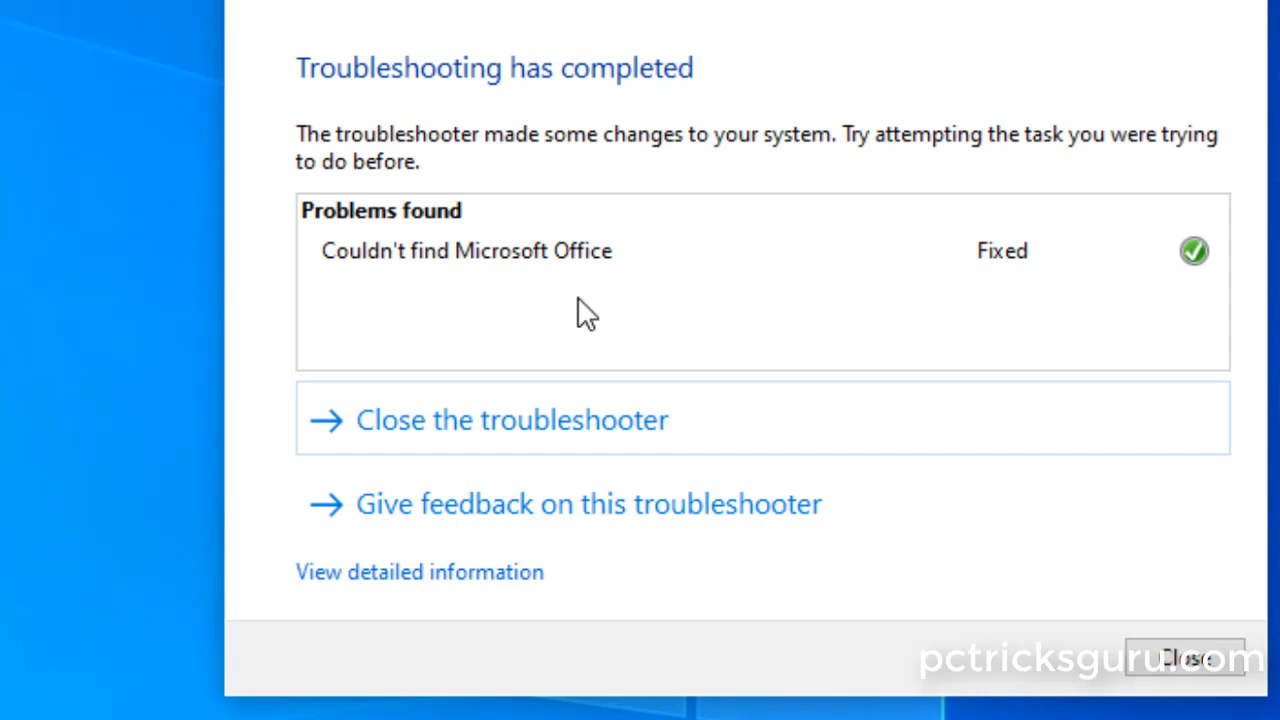 Troubleshooting has completed
The troubleshooter made some changes to your system. Try attempting the task you were trying
to do before.
Problems found
Couldn't find Microsoft Office Fixed
Close the troubleshooter
Give feedback on this troubleshooter
View detailed information
Close
pctricksguru.com